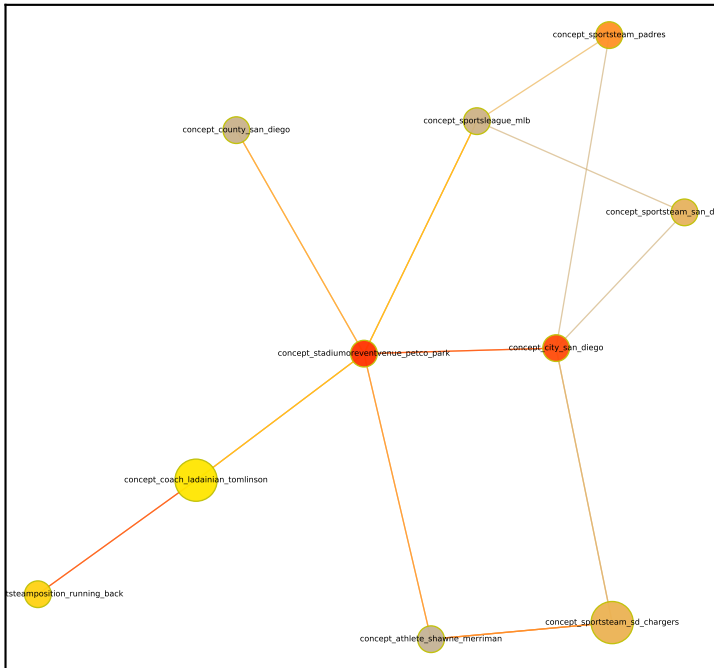 concept_sportsteam_padres
concept_sportsleague_mlb
concept_county_san_diego
concept_sportsteam_san_d
concept_city_san_diego
concept_stadiumoreventvenue_petco_park
concept_coach_ladainian_tomlinson
tsteamposition_running_back
concept_sportsteam_sd_chargers
concept_athlete_shawne_merriman